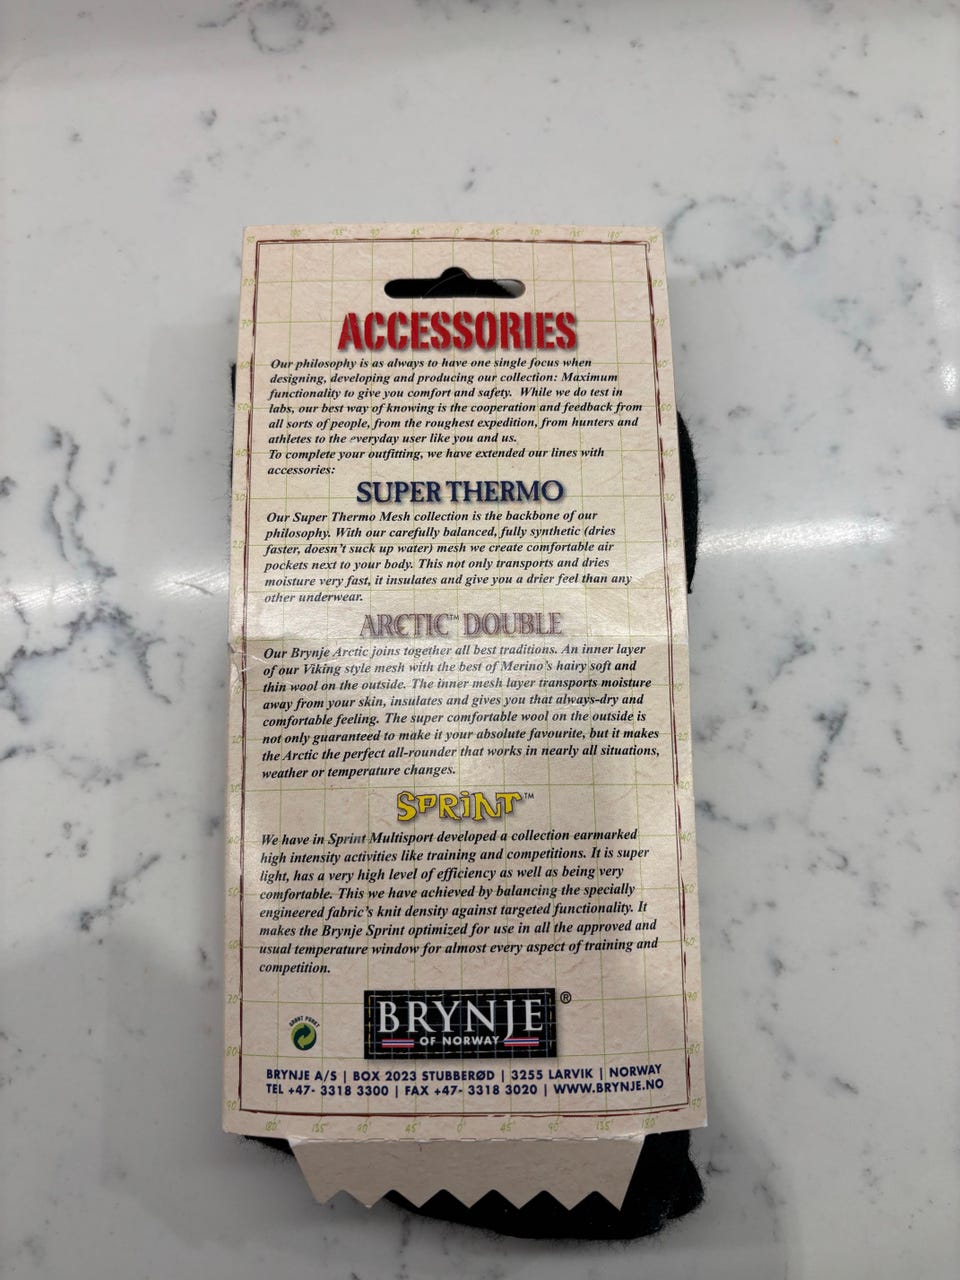 ACCESSORIES
Our philosophy is as always to have one single focus when
designing, developing and producing our collection: Maximum
functionality to give you comfort and safety. While we do test in
labs, our best way of knowing is the cooperation and feedback from
all sorts of people, from the roughest expedition, from hunters and
athletes to the everyday user like you and us.
To complete your outfitting, we have extended our lines with
accessories:
SUPER THERMO
Our Super Thermo Mesh collection is the backbone of our
philosophy. With our carefully balanced, fully synthetic (dries
faster, doesn't suck up water) mesh we create comfortable air
pockets next to your body. This not only transports and dries
moisture very fast, it insulates and give you a drier feel than any
other underwear.
ARCTIC™ DOUBLE
Our Brynje Arctic joins together all best traditions. An inner layer
of our Viking style mesh with the best of Merino's hairy soft and
thin wool on the outside. The inner mesh layer transports moisture
away from your skin, insulates and gives you that always-dry and
comfortable feeling. The super comfortable wool on the outside is
not only guaranteed to make it your absolute favourite, but it makes
the Arctic the perfect all-rounder that works in nearly all situations,
weather or temperature changes.
SPRINT™
We have in Sprint Multisport developed a collection earmarked
high intensity activities like training and competitions. It is super
light, has a very high level of efficiency as well as being very
comfortable. This we have achieved by balancing the specially
engineered fabric's knit density against targeted functionality. It
makes the Brynje Sprint optimized for use in all the approved and
usual temperature window for almost every aspect of training and
competition.
BRYNJE ®
OF NORWAY
GRØNT PUNKT
BRYNJE A/S | BOX 2023 STUBBERØD | 3255 LARVIK | NORWAY
TEL +47- 3318 3300 | FAX +47- 3318 3020 | WWW.BRYNJE.NO